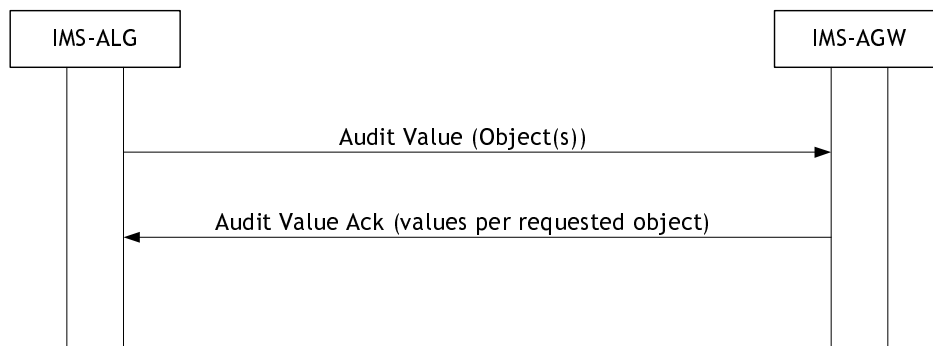 IMS-ALG
IMS-AGW
Audit Value (Object(s))
Audit Value Ack (values per requested object)